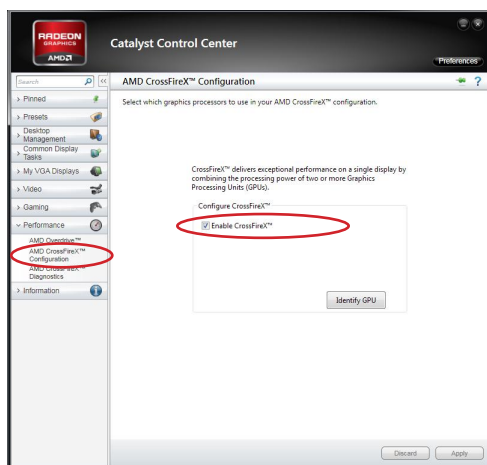 RADEON
GRAPHICS
AMD
Catalyst Control Center
Preferences
Search
AMD CrossFireX™ Configuration
?
Select which graphics processors to use in your AMD CrossFireX™ configuration.
> Pinned
> Presets
> Desktop
Management
> Common Display
Tasks
> My VGA Displays
> Video
> Gaming
Performance
AMD Overdrive™
AMD CrossFireX™
Configuration
AMD CrossFireX™
Diagnostics
> Information
CrossFireX™ delivers exceptional performance on a single display by
combining the processing power of two or more Graphics
Processing Units (GPUs).
Configure CrossFireX™
Enable CrossFireX™
Identify GPU
Discard
Apply